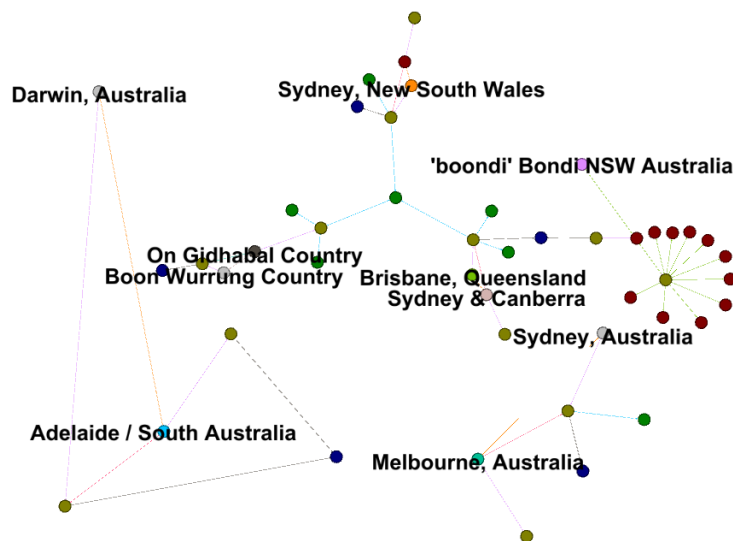 Sydney, New South Wales
Darwin, Australia
'boondi' Bondi NSW Australia
On Gidhabal Country
Boon Wurrung Country
Brisbane, Queensland
Sydney & Canberra
Sydney, Australia
Adelaide / South Australia
Melbourne, Australia